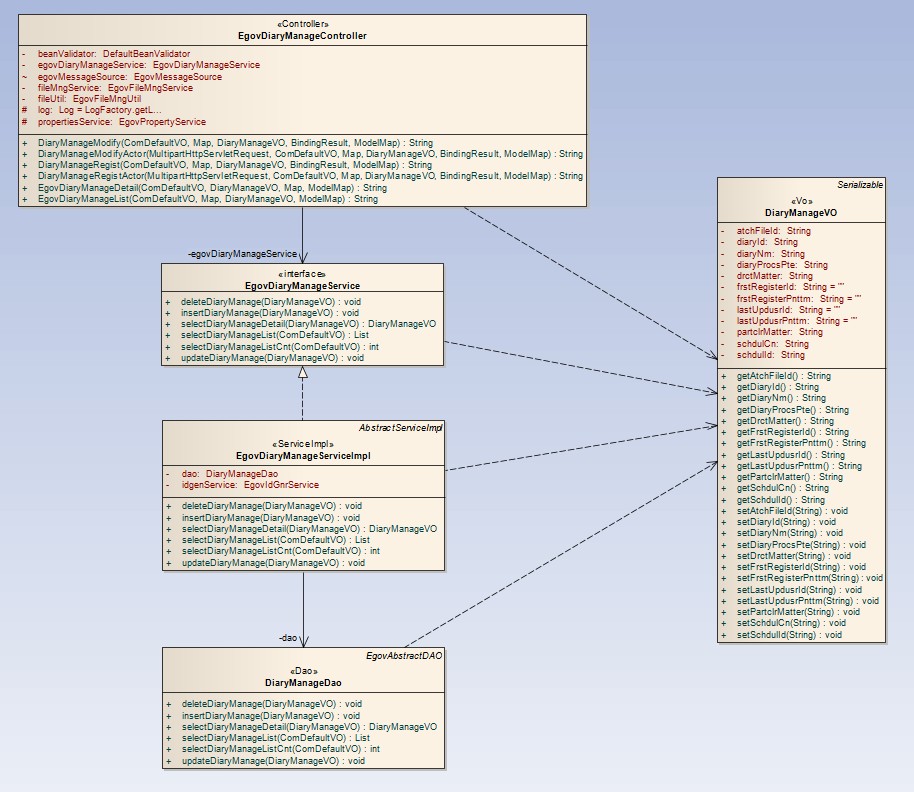 «Controller»
EgovDiaryManageController
- beanValidator: DefaultBeanValidator
- egovDiaryManageService: EgovDiaryManageService
~ egovMessageSource: EgovMessageSource
- fileMngService: EgovFileMngService
- fileUtil: EgovFileMngUtil
# log: Log = LogFactory.getL...
# propertiesService: EgovPropertyService
+ DiaryManageModify(ComDefaultVO, Map, DiaryManageVO, BindingResult, ModelMap) : String
+ DiaryManageModifyActor(MultipartHttpServletRequest, ComDefaultVO, Map, DiaryManageVO, BindingResult, ModelMap) : String
+ DiaryManageRegist(ComDefaultVO, Map, DiaryManageVO, BindingResult, ModelMap) : String
+ DiaryManageRegistActor(MultipartHttpServletRequest, ComDefaultVO, Map, DiaryManageVO, BindingResult, ModelMap) : String
+ EgovDiaryManageDetail(ComDefaultVO, DiaryManageVO, Map, ModelMap) : String
+ EgovDiaryManageList(ComDefaultVO, Map, DiaryManageVO, ModelMap) : String
-egovDiaryManageService
«interface»
EgovDiaryManageService
+ deleteDiaryManage(DiaryManageVO) : void
+ insertDiaryManage(DiaryManageVO) : void
+ selectDiaryManageDetail(DiaryManageVO) : DiaryManageVO
+ selectDiaryManageList(ComDefaultVO) : List
+ selectDiaryManageListCnt(ComDefaultVO) : int
+ updateDiaryManage(DiaryManageVO) : void
AbstractServiceImpl
«ServiceImpl»
EgovDiaryManageServiceImpl
- dao: DiaryManageDao
- idgenService: EgovIdGnrService
+ deleteDiaryManage(DiaryManageVO) : void
+ insertDiaryManage(DiaryManageVO) : void
+ selectDiaryManageDetail(DiaryManageVO) : DiaryManageVO
+ selectDiaryManageList(ComDefaultVO) : List
+ selectDiaryManageListCnt(ComDefaultVO) : int
+ updateDiaryManage(DiaryManageVO) : void
-dao
EgovAbstractDAO
«Dao»
DiaryManageDao
+ deleteDiaryManage(DiaryManageVO) : void
+ insertDiaryManage(DiaryManageVO) : void
+ selectDiaryManageDetail(DiaryManageVO) : DiaryManageVO
+ selectDiaryManageList(ComDefaultVO) : List
+ selectDiaryManageListCnt(ComDefaultVO) : int
+ updateDiaryManage(DiaryManageVO) : void
Serializable
«Vo»
DiaryManageVO
- atchFileId: String
- diaryId: String
- diaryNm: String
- diaryProcsPte: String
- drctMatter: String
- frstRegisterId: String = ""
- frstRegisterPnttm: String = ""
- lastUpdusrId: String = ""
- lastUpdusrPnttm: String = ""
- partclrMatter: String
- schdulCn: String
- schdulId: String
+ getAtchFileId() : String
+ getDiaryId() : String
+ getDiaryNm() : String
+ getDiaryProcsPte() : String
+ getDrctMatter() : String
+ getFrstRegisterId() : String
+ getFrstRegisterPnttm() : String
+ getLastUpdusrId() : String
+ getLastUpdusrPnttm() : String
+ getPartclrMatter() : String
+ getSchdulCn() : String
+ getSchdulId() : String
+ setAtchFileId(String) : void
+ setDiaryId(String) : void
+ setDiaryNm(String) : void
+ setDiaryProcsPte(String) : void
+ setDrctMatter(String) : void
+ setFrstRegisterId(String) : void
+ setFrstRegisterPnttm(String) : void
+ setLastUpdusrId(String) : void
+ setLastUpdusrPnttm(String) : void
+ setPartclrMatter(String) : void
+ setSchdulCn(String) : void
+ setSchdulId(String) : void